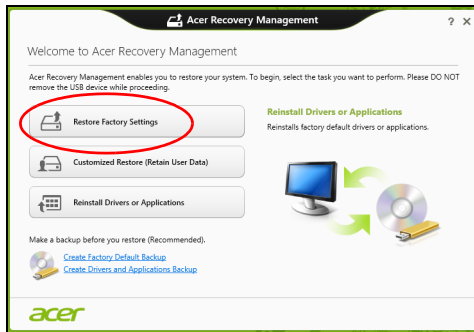 Acer Recovery Management
? X
Welcome to Acer Recovery Management
Acer Recovery Management enables you to restore your system. To begin, select the task you want to perform. Please DO NOT
remove the USB device while proceeding.
Restore Factory Settings
Customized Restore (Retain User Data)
Reinstall Drivers or Applications
Reinstall Drivers or Applications
Reinstalls factory default drivers or applications.
Make a backup before you restore (Recommended).
Create Factory Default Backup
Create Drivers and Applications Backup
acer